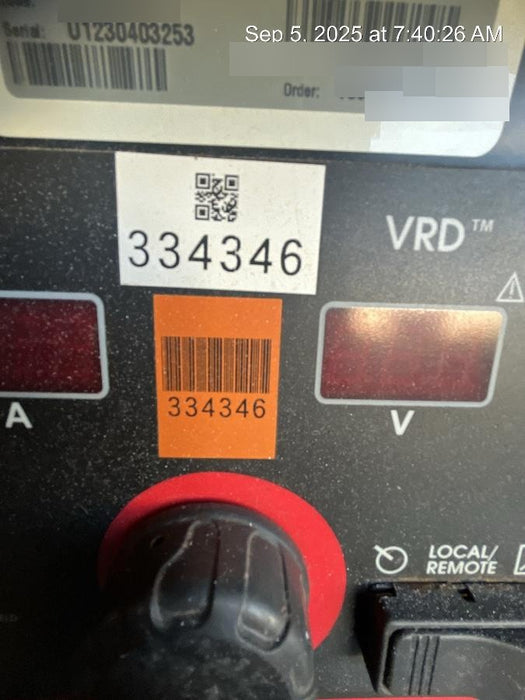 Sep 5, 2025 at 7:40:26 AM
Serial: U1230403253
Order:
334346
VRD™
334346
A
V
LOCAL/
REMOTE